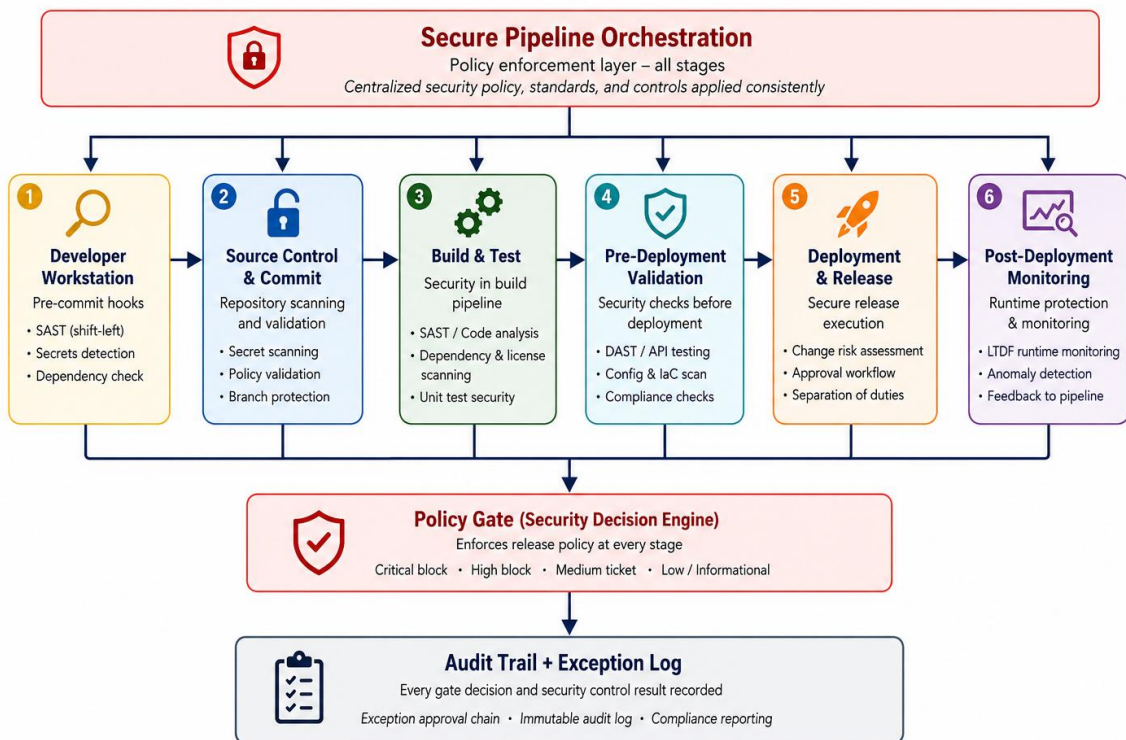 Secure Pipeline Orchestration
Policy enforcement layer – all stages
Centralized security policy, standards, and controls applied consistently
1
Developer
Workstation
Pre-commit hooks
• SAST (shift-left)
• Secrets detection
• Dependency check
2
Source Control
& Commit
Repository scanning
and validation
• Secret scanning
• Policy validation
• Branch protection
3
Build & Test
Security in build
pipeline
• SAST / Code analysis
• Dependency & license
scanning
• Unit test security
4
Pre-Deployment
Validation
Security checks before
deployment
• DAST / API testing
• Config & IaC scan
• Compliance checks
5
Deployment
& Release
Secure release
execution
• Change risk assessment
• Approval workflow
• Separation of duties
6
Post-Deployment
Monitoring
Runtime protection
& monitoring
• LTDF runtime monitoring
• Anomaly detection
• Feedback to pipeline
Policy Gate (Security Decision Engine)
Enforces release policy at every stage
Critical block • High block • Medium ticket • Low / Informational
Audit Trail + Exception Log
Every gate decision and security control result recorded
Exception approval chain • Immutable audit log • Compliance reporting